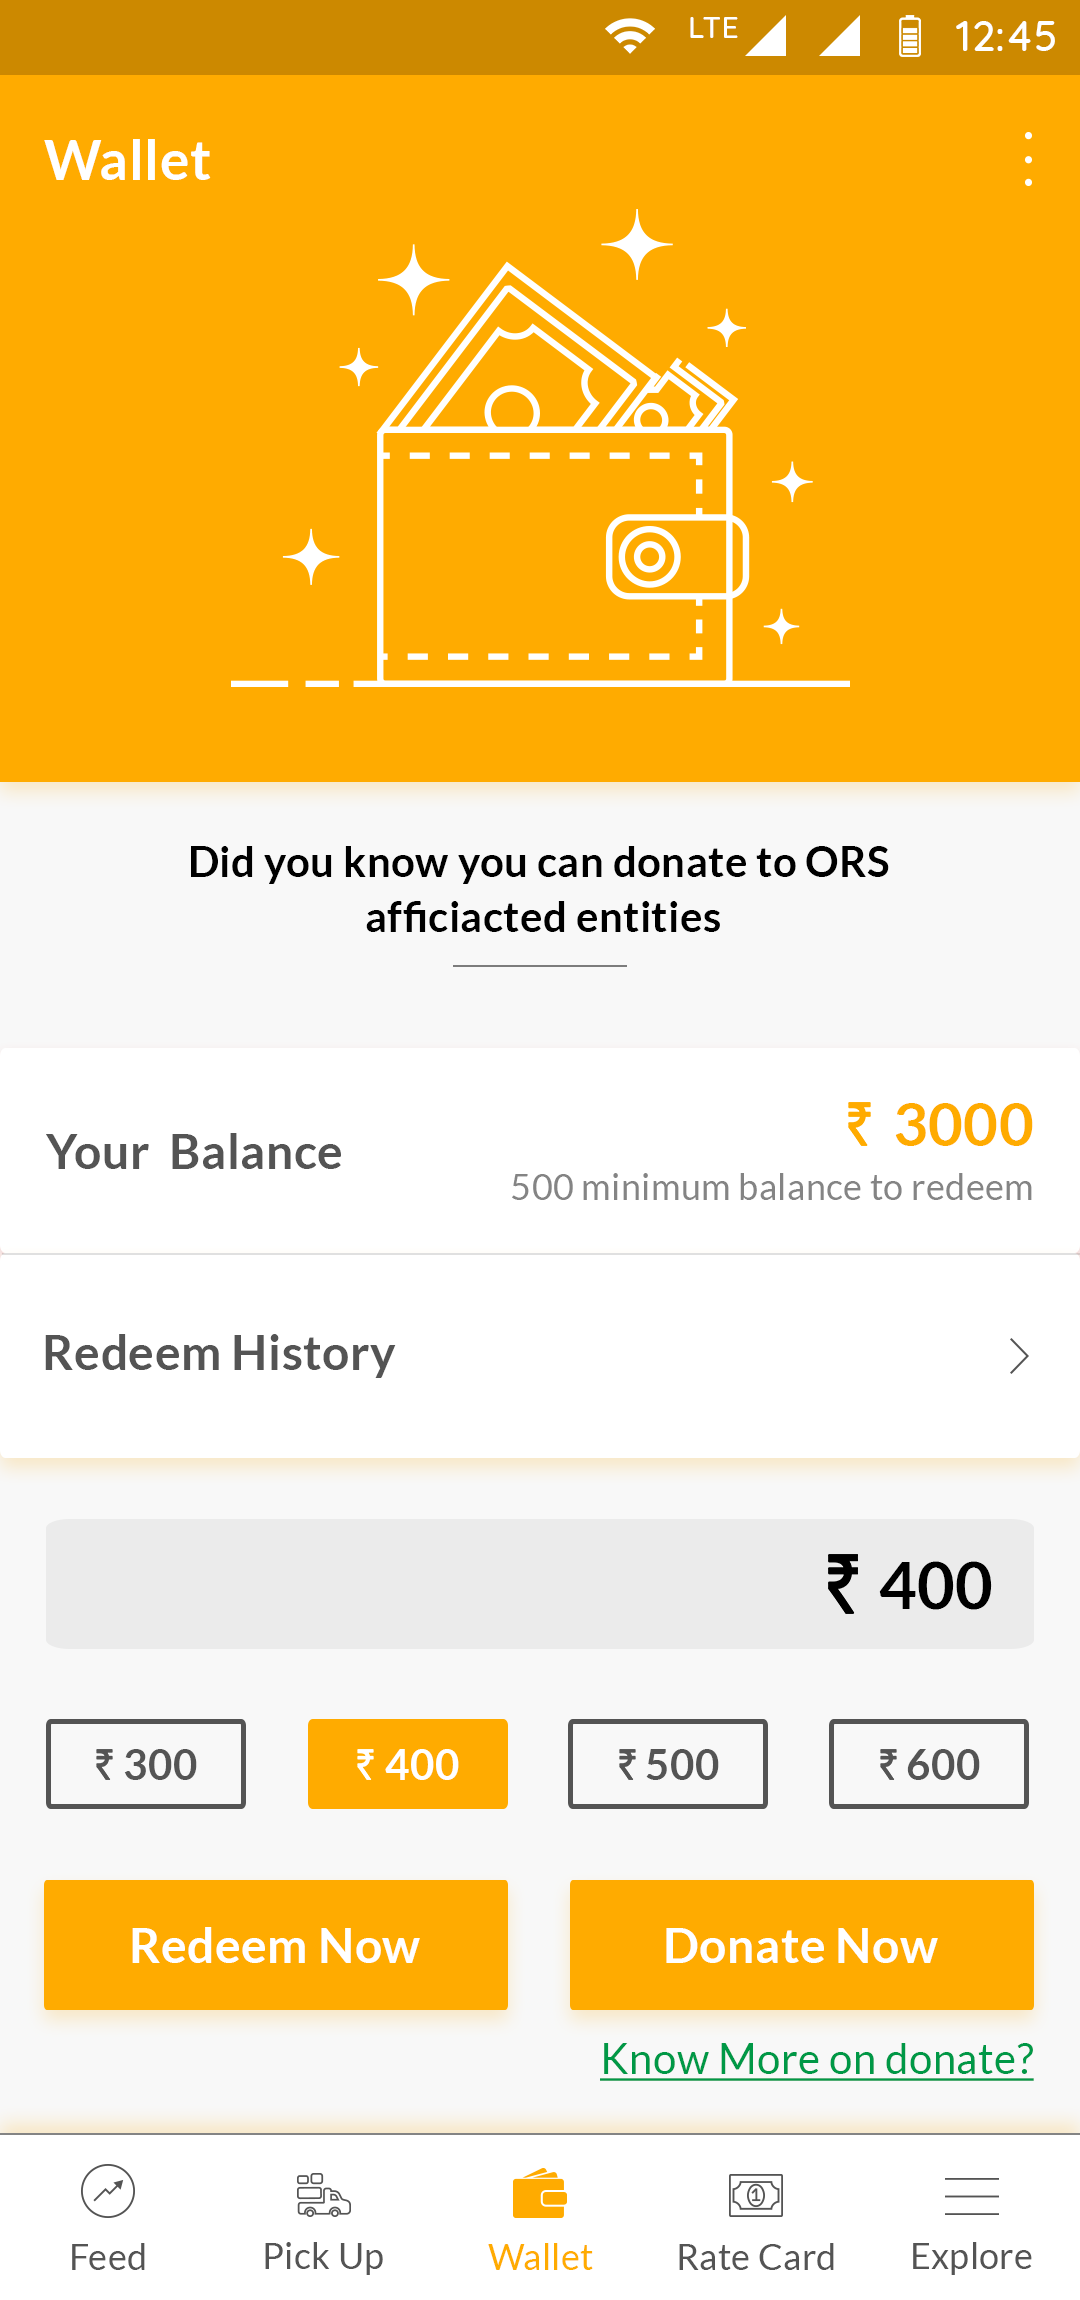 LTE 12:45
Wallet
Did you know you can donate to ORS
afficiacted entities
₹ 3000
Your Balance
500 minimum balance to redeem
Redeem History
₹ 400
₹ 300 ₹ 400 ₹ 500 ₹ 600
Redeem Now Donate Now
Know More on donate?
1
Feed Pick Up Wallet Rate Card Explore